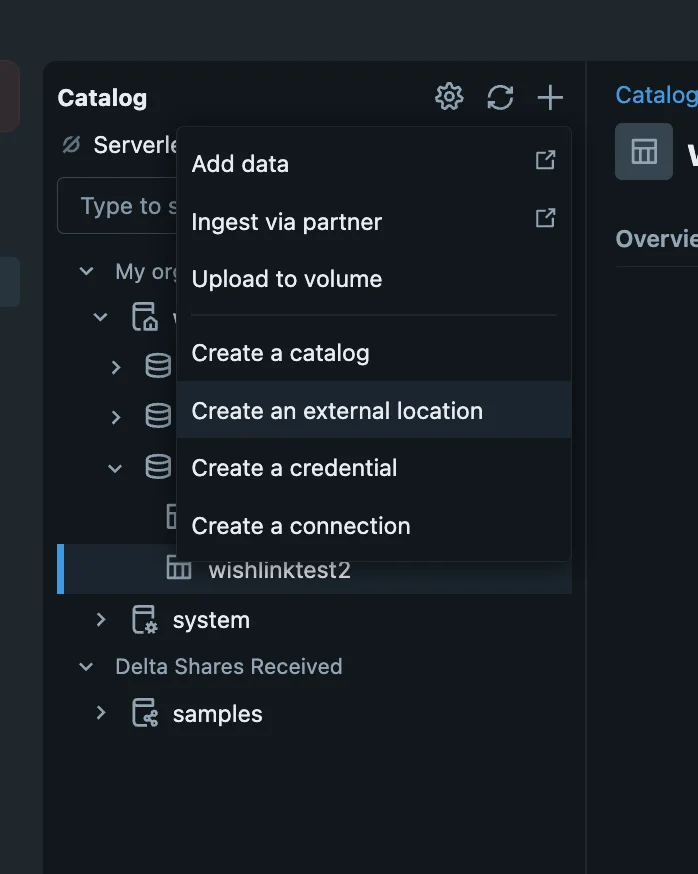 Catalog
Catalog
Add data
Ingest via partner
Type to s
Upload to volume
Overvie
My org
Create a catalog
Create an external location
Create a credential
Create a connection
wishlinktest2
system
Delta Shares Received
samples